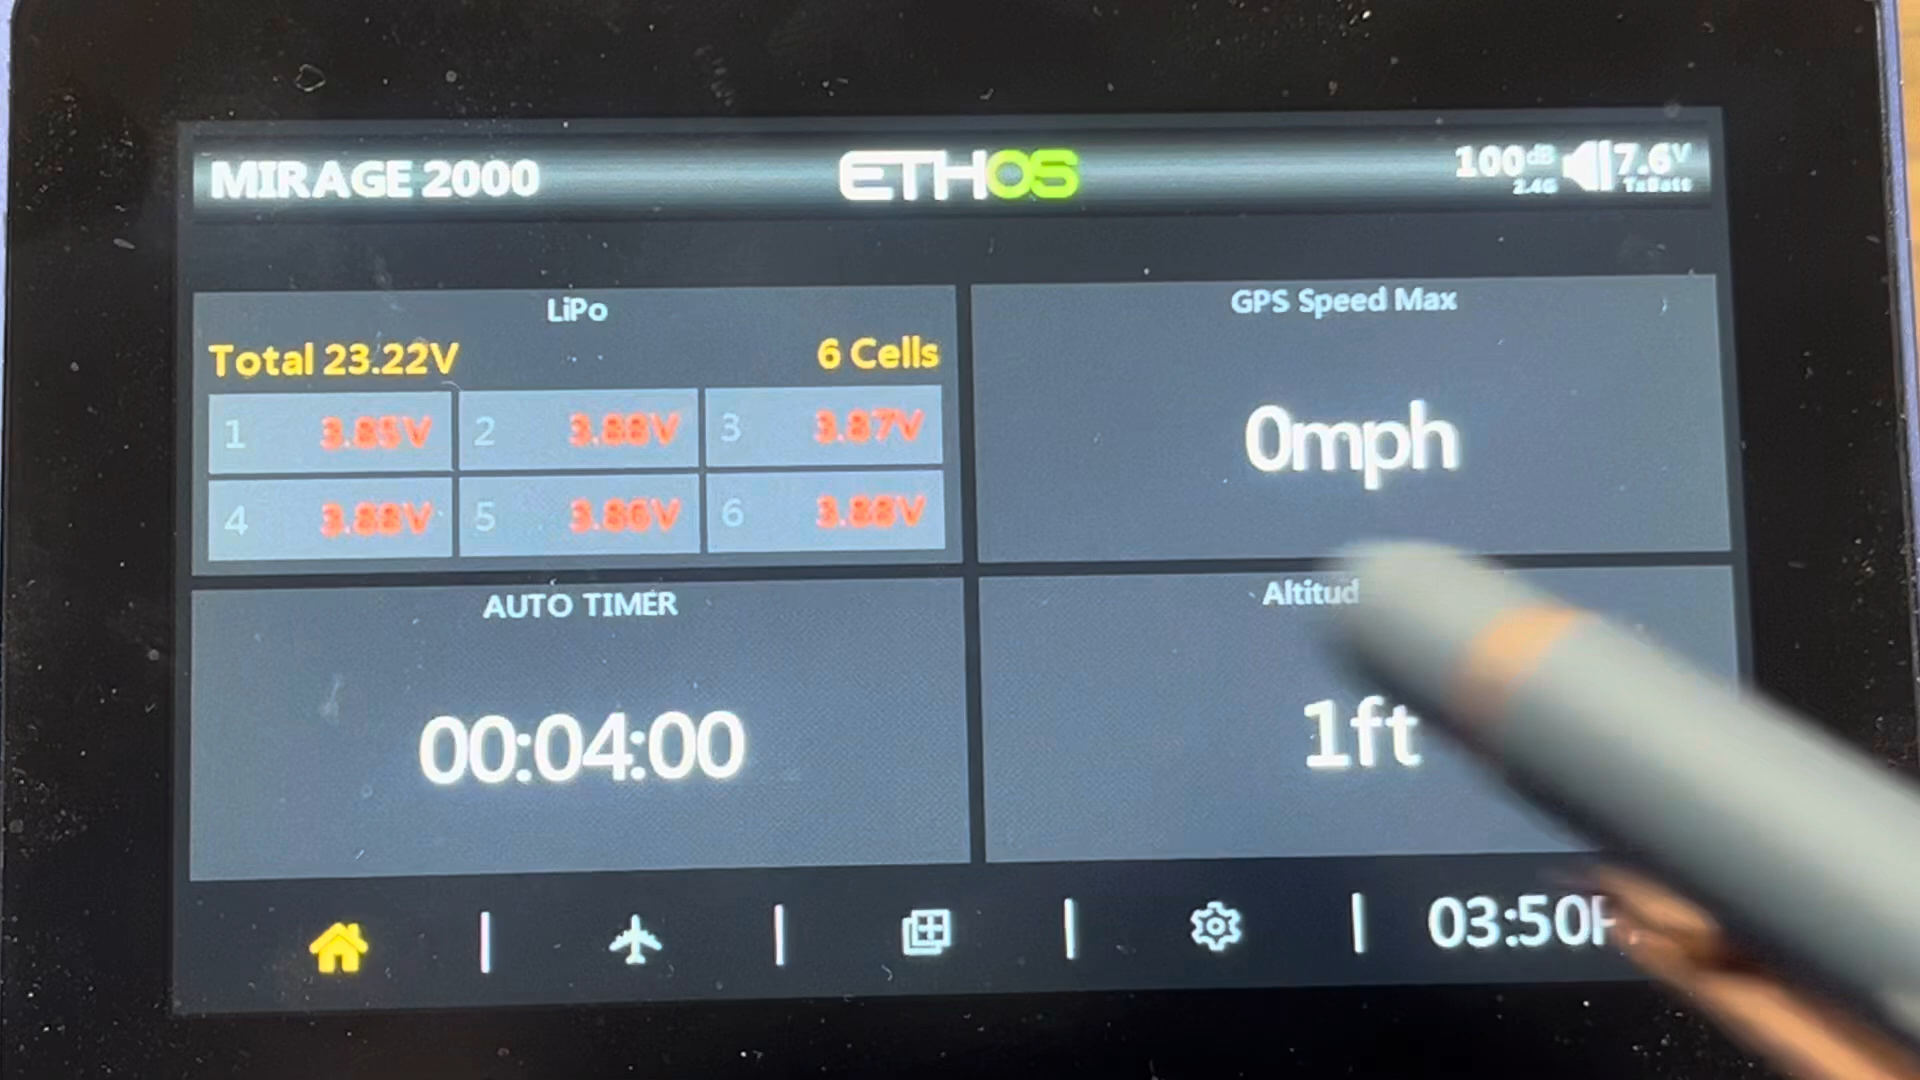 MIRAGE 2000
ETHOS
100dB
2.4G
7.6V
TxBatt
LiPo
Total 23.22V
6 Cells
1 3.85V
2 3.88V
3 3.87V
4 3.88V
5 3.86V
6 3.88V
GPS Speed Max
0mph
AUTO TIMER
00:04:00
Altitud
1ft
03:50P